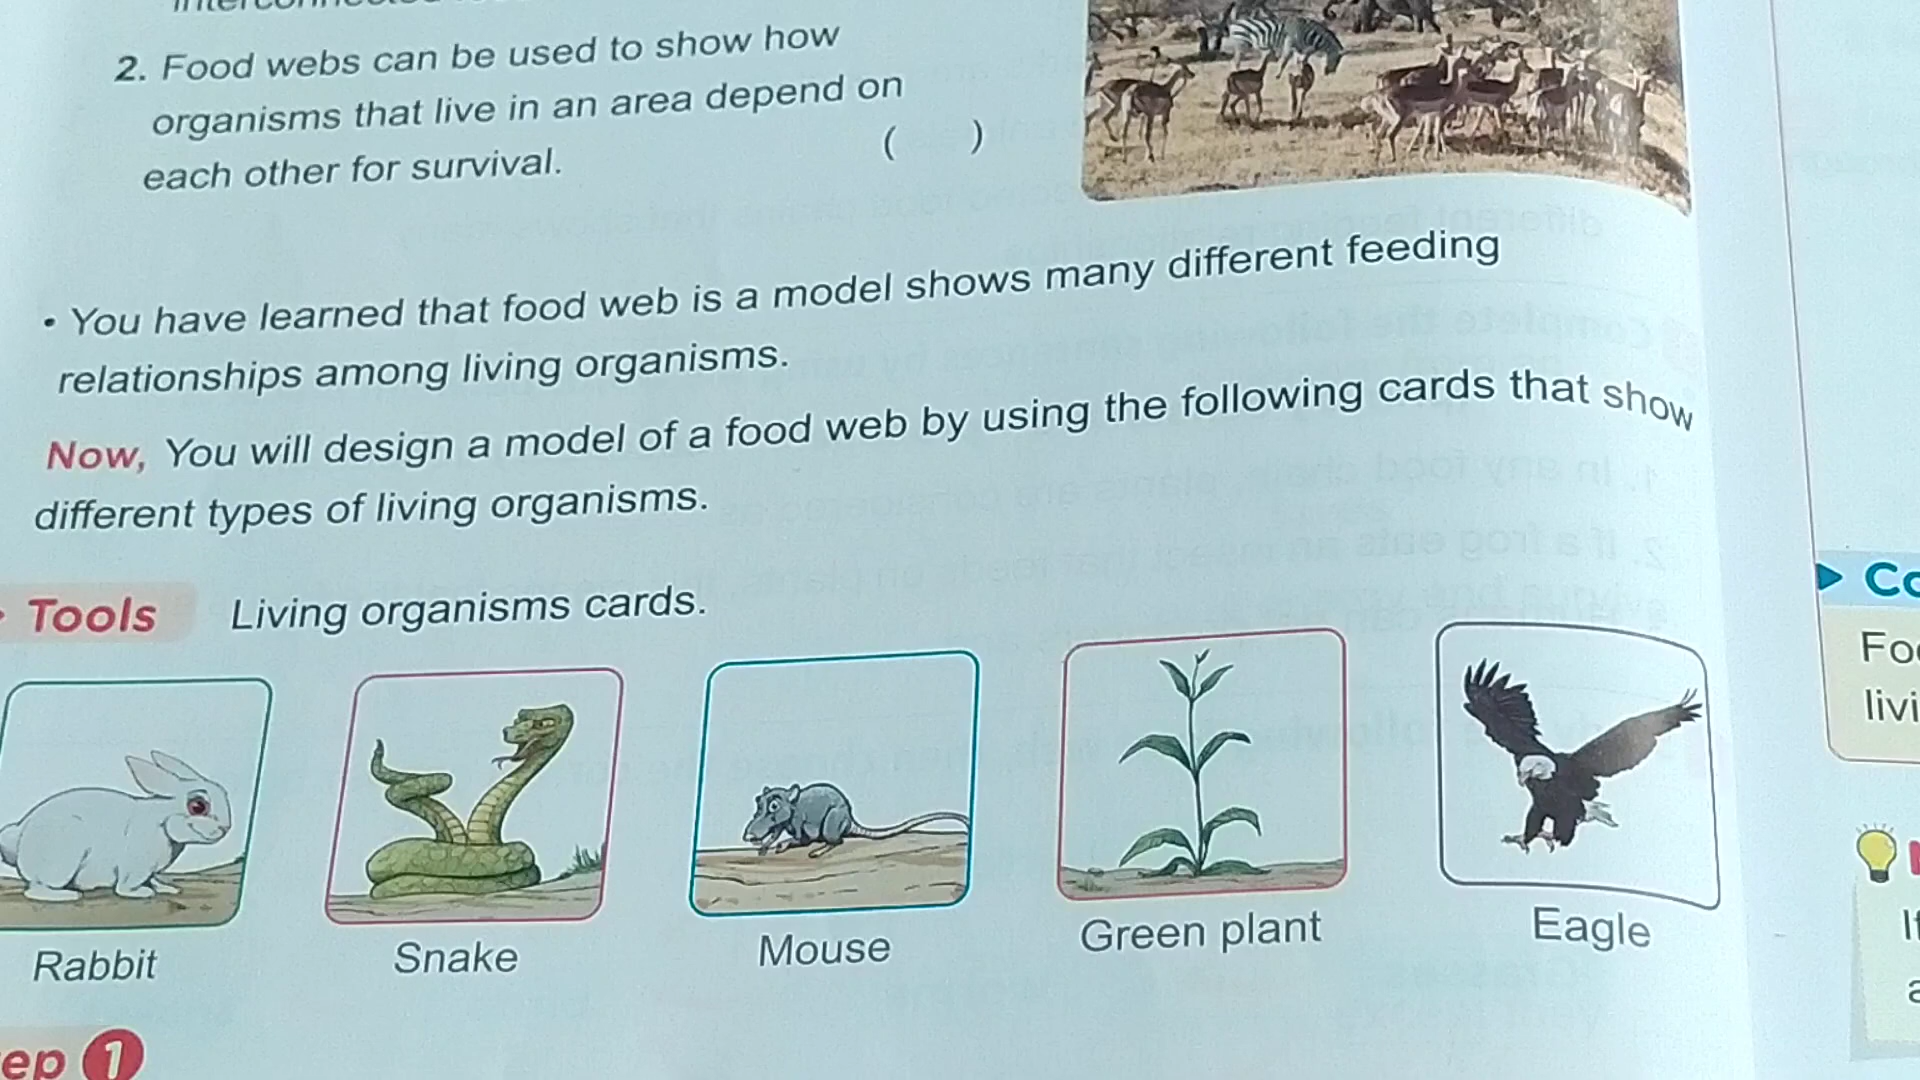 2. Food webs can be used to show how
organisms that live in an area depend on
each other for survival. ( )
• You have learned that food web is a model shows many different feeding
relationships among living organisms.
Now, You will design a model of a food web by using the following cards that show
different types of living organisms.
Tools Living organisms cards.
Rabbit Snake Mouse Green plant Eagle
1